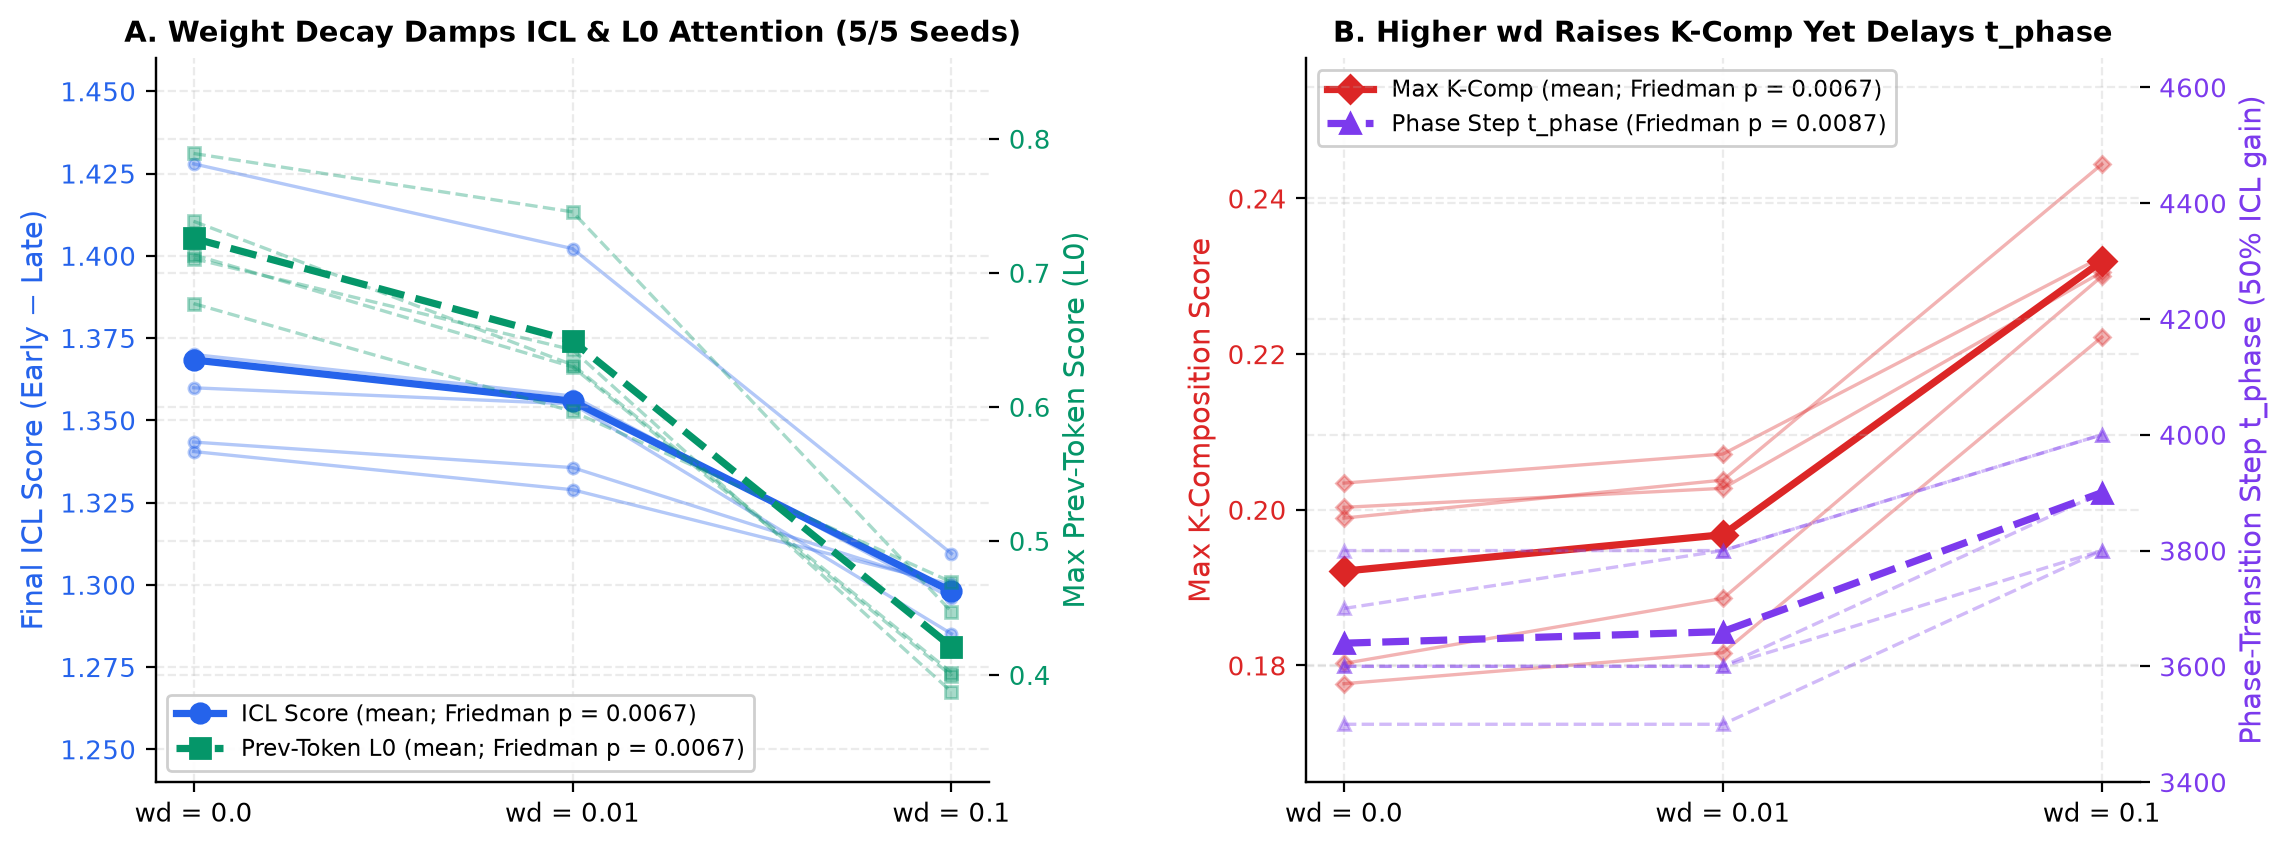 A. Weight Decay Damps ICL & L0 Attention (5/5 Seeds)
Final ICL Score (Early − Late)
1.450
1.425
1.400
1.375
1.350
1.325
1.300
1.275
1.250
0.8
0.7
0.6
0.5
0.4
Max Prev-Token Score (L0)
ICL Score (mean; Friedman p = 0.0067)
Prev-Token L0 (mean; Friedman p = 0.0067)
wd = 0.0
wd = 0.01
wd = 0.1
B. Higher wd Raises K-Comp Yet Delays t_phase
Max K-Composition Score
0.24
0.22
0.20
0.18
Max K-Comp (mean; Friedman p = 0.0067)
Phase Step t_phase (Friedman p = 0.0087)
4600
4400
4200
4000
3800
3600
3400
Phase-Transition Step t_phase (50% ICL gain)
wd = 0.0
wd = 0.01
wd = 0.1